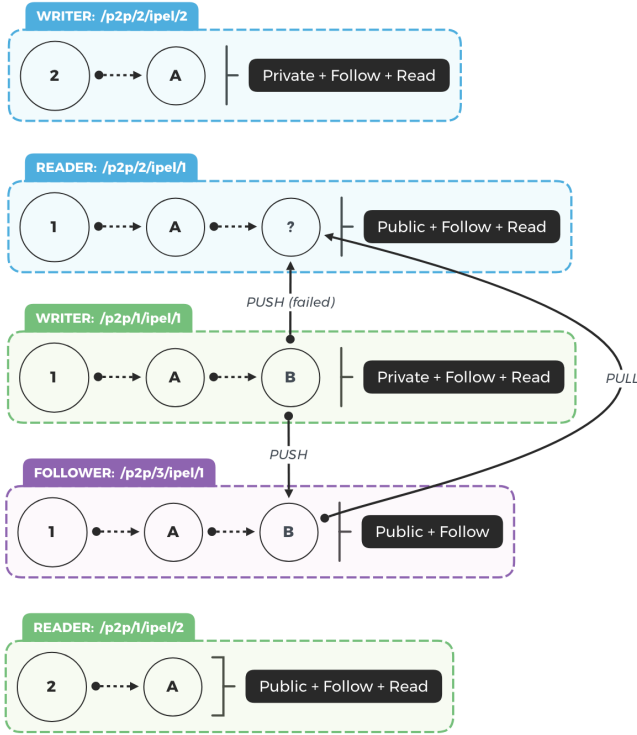 WRITER: /p2p/2/ipel/2
2 A Private + Follow + Read
READER: /p2p/2/ipel/1
1 A ? Public + Follow + Read
PUSH (failed)
WRITER: /p2p/1/ipel/1
1 A B Private + Follow + Read
PULL
PUSH
FOLLOWER: /p2p/3/ipel/1
1 A B Public + Follow
READER: /p2p/1/ipel/2
2 A Public + Follow + Read